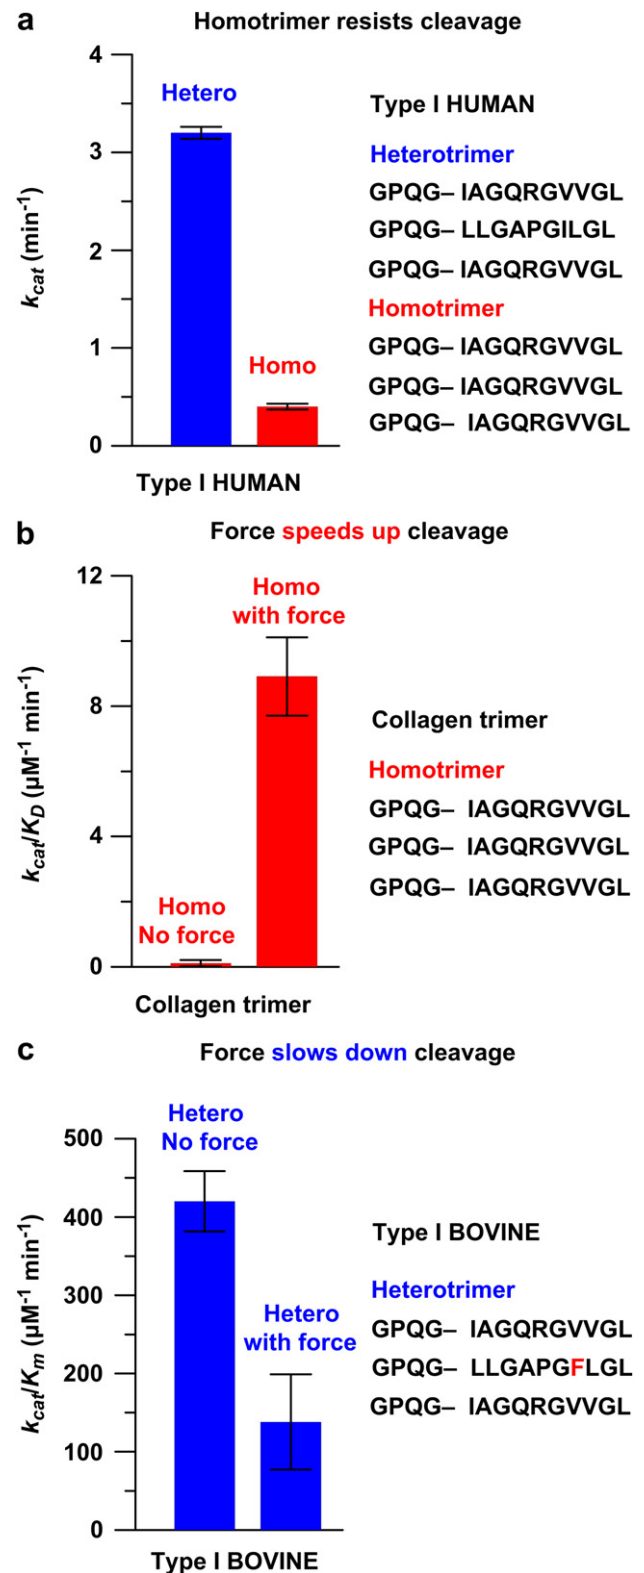 a Homotrimer resists cleavage
4
3
2
1
0
k_cat (min⁻¹)
Hetero
Homo
Type I HUMAN
Type I HUMAN
Heterotrimer
GPQG– IAGQRGVVGL
GPQG– LLGAPGILGL
GPQG– IAGQRGVVGL
Homotrimer
GPQG– IAGQRGVVGL
GPQG– IAGQRGVVGL
GPQG– IAGQRGVVGL
b Force speeds up cleavage
12
8
4
0
k_cat/K_D (µM⁻¹ min⁻¹)
Homo
with force
Homo
No force
Collagen trimer
Collagen trimer
Homotrimer
GPQG– IAGQRGVVGL
GPQG– IAGQRGVVGL
GPQG– IAGQRGVVGL
c Force slows down cleavage
500
400
300
200
100
0
k_cat/K_m (µM⁻¹ min⁻¹)
Hetero
No force
Hetero
with force
Type I BOVINE
Type I BOVINE
Heterotrimer
GPQG– IAGQRGVVGL
GPQG– LLGAPGFLGL
GPQG– IAGQRGVVGL